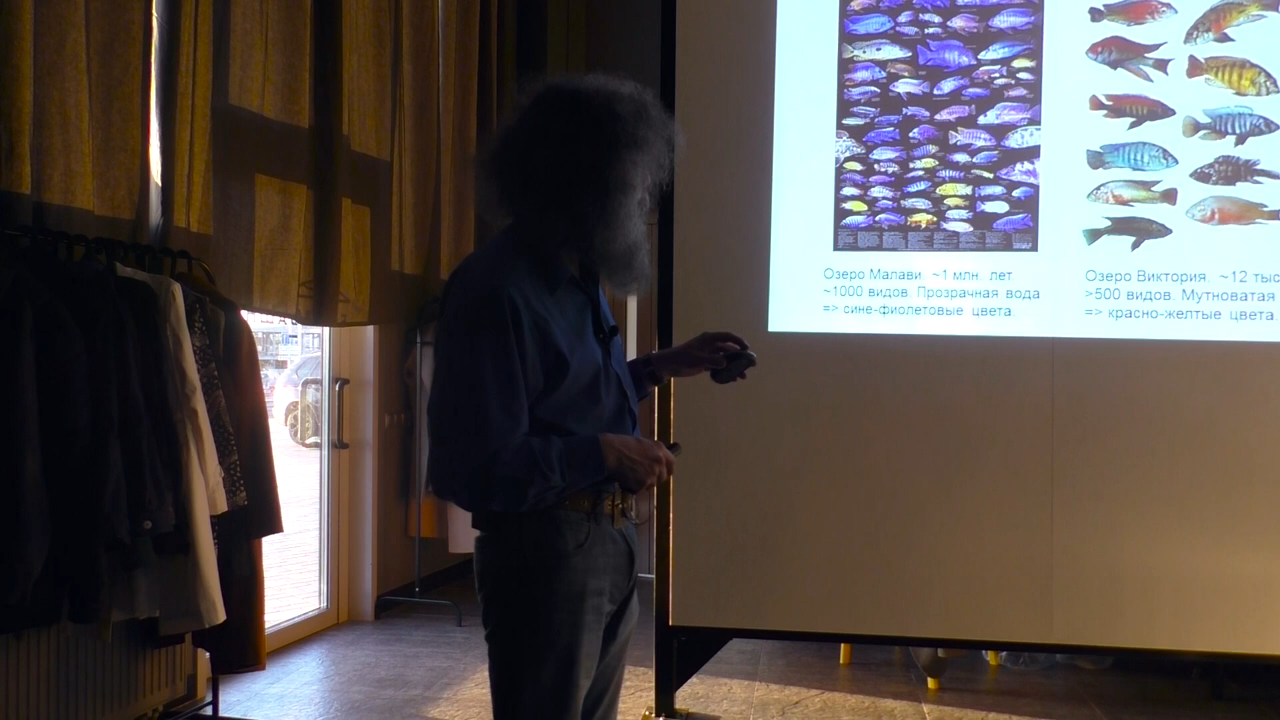 Озеро Малави. ~1 млн. лет
~1000 видов. Прозрачная вода
=> сине-фиолетовые цвета
Озеро Виктория. ~12 тыс
>500 видов. Мутноватая
=> красно-желтые цвета.